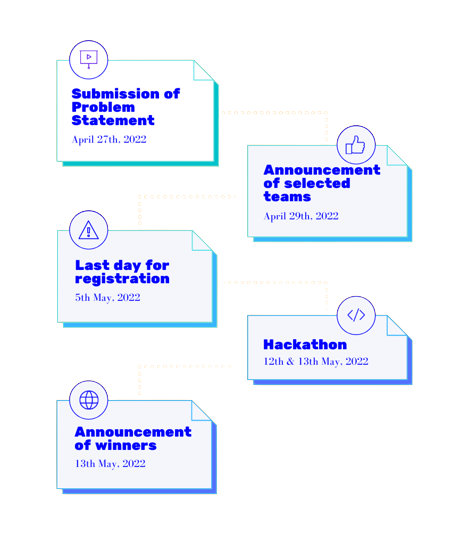 Submission of
Problem
Statement
April 27th. 2022
Announcement
of selected
teams
April 29th. 2022
Last day for
registration
5th May. 2022
Hackathon
12th & 13th May. 2022
Announcement
of winners
13th May. 2022